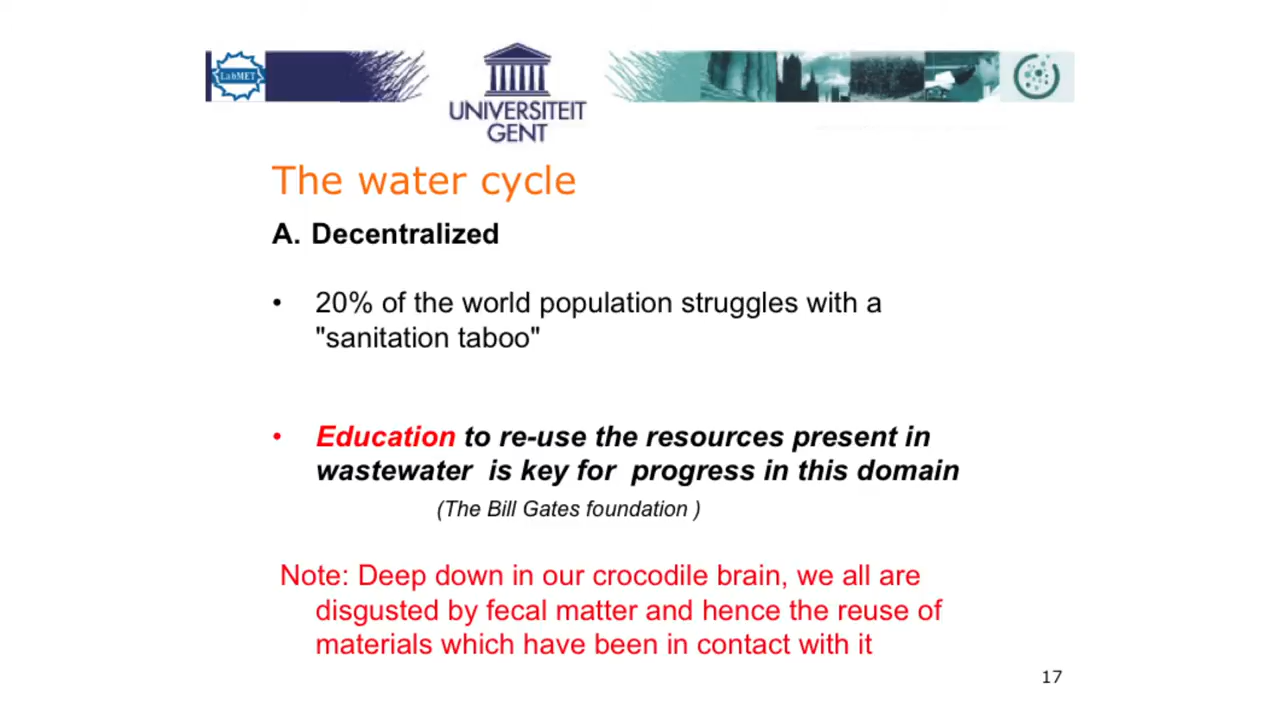 LabMET
UNIVERSITEIT
GENT
The water cycle
A. Decentralized
• 20% of the world population struggles with a
"sanitation taboo"
• Education to re-use the resources present in
wastewater is key for progress in this domain
(The Bill Gates foundation )
Note: Deep down in our crocodile brain, we all are
disgusted by fecal matter and hence the reuse of
materials which have been in contact with it
17